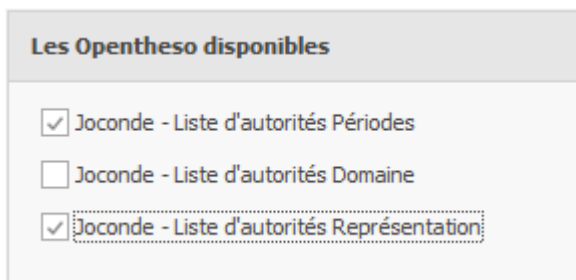 Les Opentheso disponibles
Joconde - Liste d'autorités Périodes
Joconde - Liste d'autorités Domaine
Joconde - Liste d'autorités Représentation